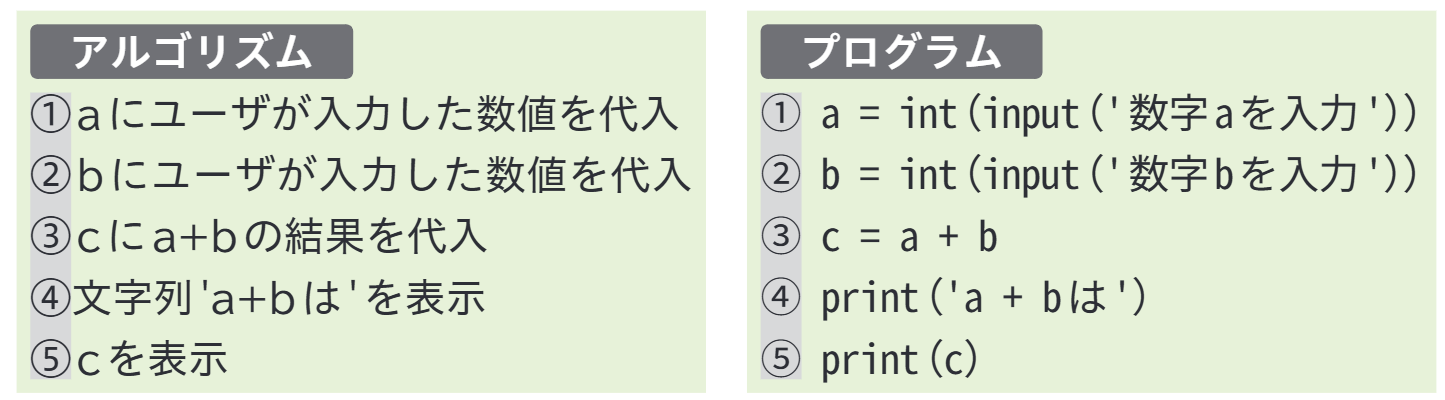 アルゴリズム
①aにユーザが入力した数値を代入
②bにユーザが入力した数値を代入
③cにa+bの結果を代入
④文字列'a+bは'を表示
⑤cを表示
プログラム
① a = int(input('数字aを入力'))
② b = int(input('数字bを入力'))
③ c = a + b
④ print('a + bは')
⑤ print(c)